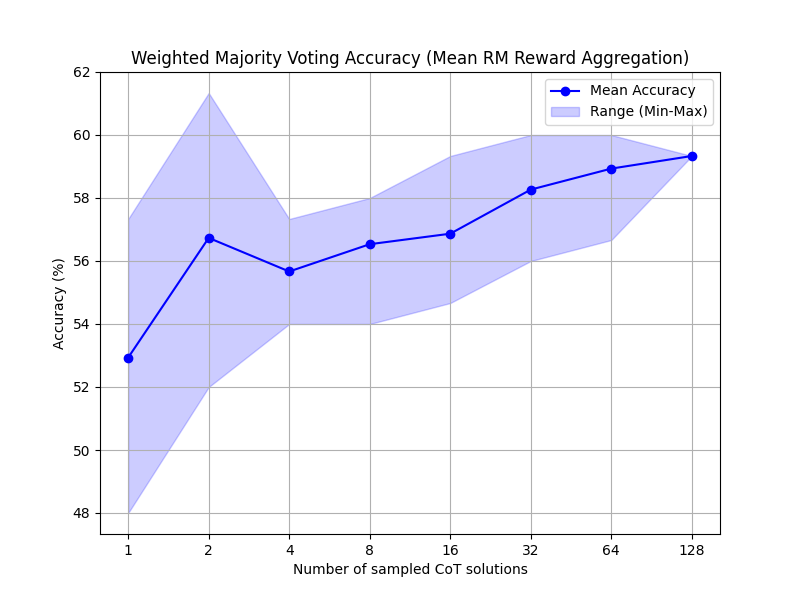 Weighted Majority Voting Accuracy (Mean RM Reward Aggregation)
Mean Accuracy
Range (Min-Max)
62
60
58
56
54
52
50
48
Accuracy (%)
1 2 4 8 16 32 64 128
Number of sampled CoT solutions